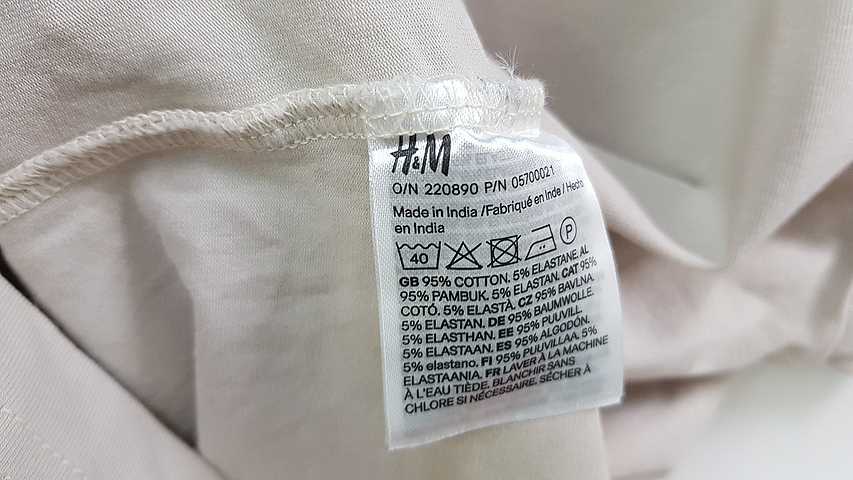 H&M
O/N 220890 P/N 05700021
Made in India /Fabriqué en Inde / Hecho
en India
40 P
GB 95% COTTON. 5% ELASTANE. AL
95% PAMBUK. 5% ELASTAN. CAT 95%
COTÓ. 5% ELASTÀ. CZ 95% BAVLNA.
5% ELASTAN. DE 95% BAUMWOLLE.
5% ELASTHAN. EE 95% PUUVILL
5% ELASTAAN. ES 95% ALGODÓN.
5% elastano. FI 95% PUUVILLAA. 5%
ELASTAANIA. FR LAVER À LA MACHINE
À L'EAU TIÈDE. BLANCHIR SANS
CHLORE SI NÉCESSAIRE. SÉCHER À